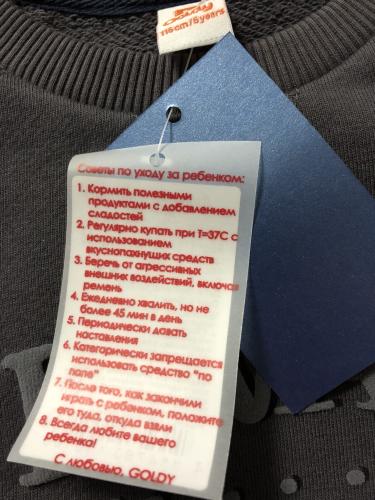 116cm/6years
Советы по уходу за ребенком:
1. Кормить полезными
продуктами с добавлением
сладостей
2. Регулярно купать при T=37C с
использованием
вкуснопахнущих средств
3. Беречь от агрессивных
внешних воздействий, включая
ремень
4. Ежедневно хвалить, но не
более 45 мин в день
5. Периодически давать
наставления
6. Категорически запрещается
использовать средство "по
попе"
7. После того, как закончили
играть с ребенком, положите
его туда, откуда взяли
8. Всегда любите вашего
ребенка!
С любовью, GOLDY